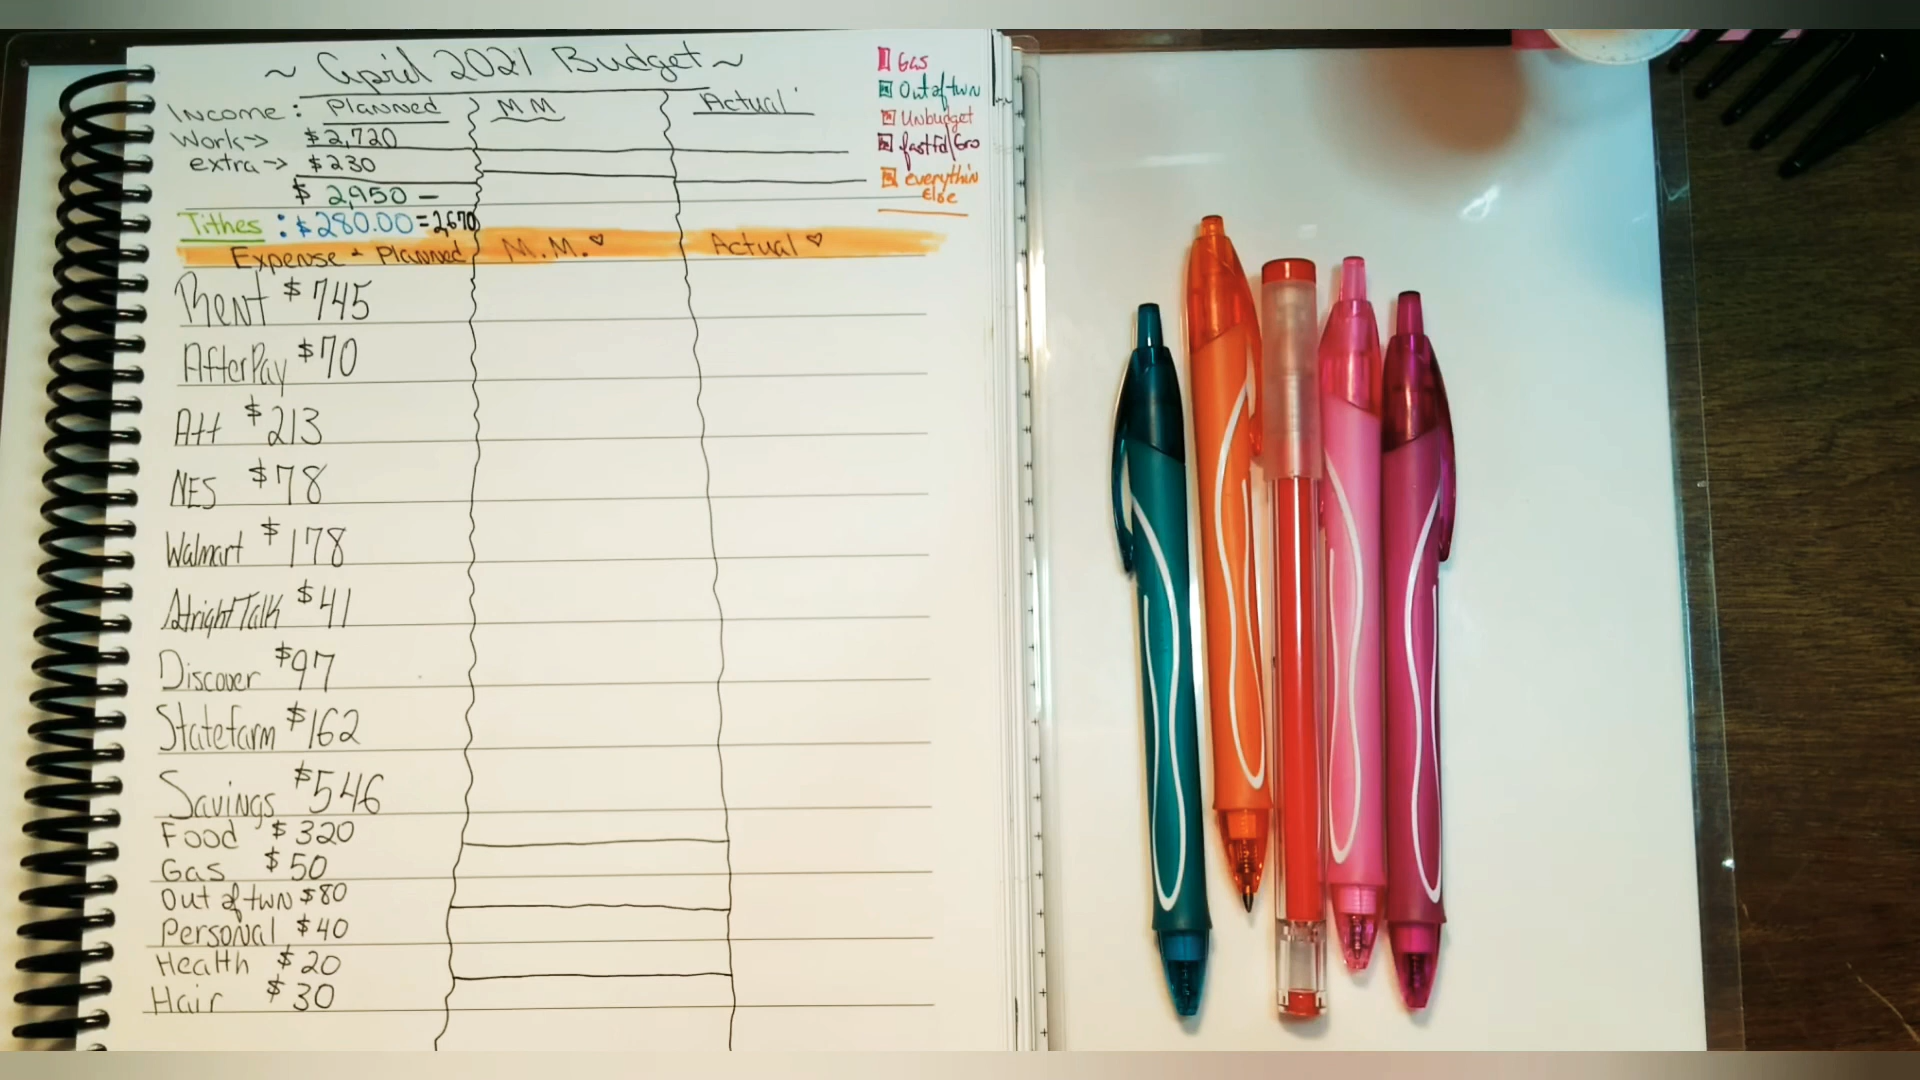 ~ April 2021 Budget ~
Income: Planned MM Actual
Work→ $2,720
extra→ $230
$ 2,950 —
Tithes : $280.00=2,670
Expense + Planned M.M.♡ Actual ♡
Rent $745
AfterPay $70
Att $213
NES $78
Walmart $178
StrightTalk $41
Discover $97
Statefarm $162
Savings $546
Food $320
Gas $50
Out of twn $80
Personal $40
Health $20
Hair $30
Gas
Out of twn
Unbudget
fastFd/Gro
everythin
Else